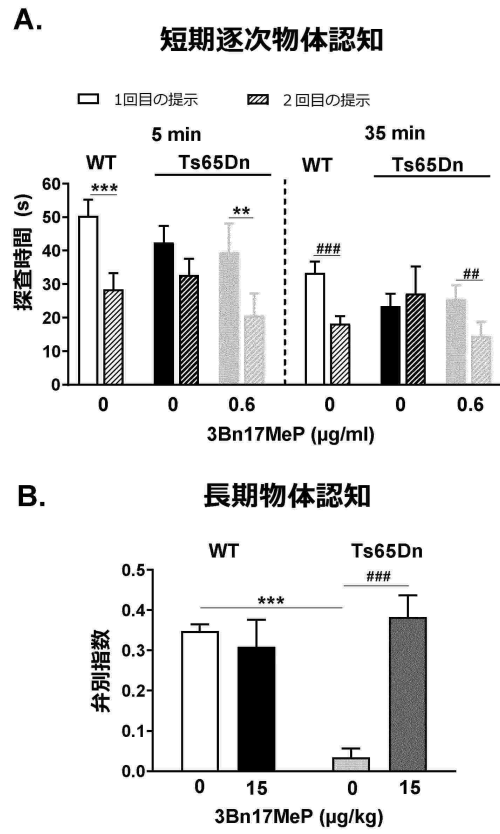 A.
短期逐次物体認知
1回目の提示 2回目の提示
5 min 35 min
WT Ts65Dn WT Ts65Dn
60
50
40
30
20
10
0
探査時間 (s)
*** ** ### ##
0 0 0.6 0 0 0.6
3Bn17MeP (µg/ml)
B.
長期物体認知
WT Ts65Dn
0.5
0.4
0.3
0.2
0.1
0.0
弁別指数
*** ###
0 15 0 15
3Bn17MeP (µg/kg)